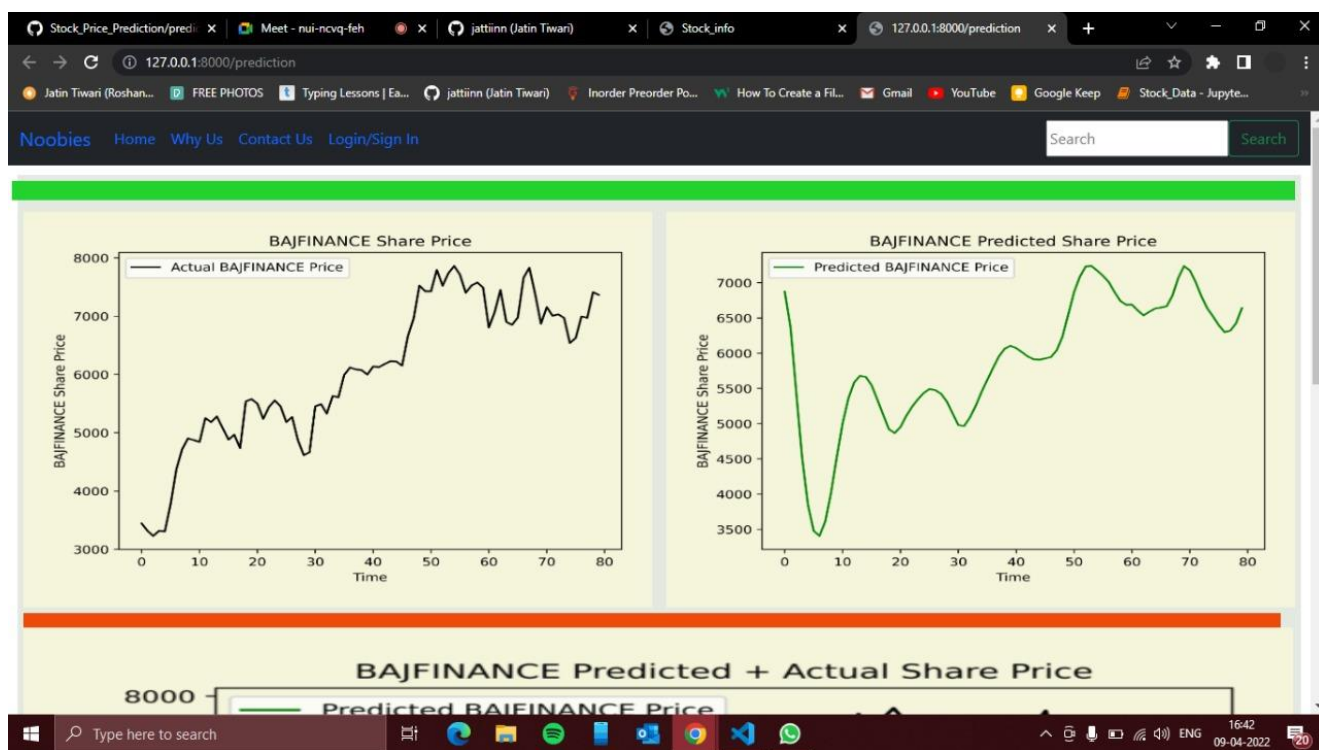 Stock_Price_Prediction/predic
Meet - nui-ncvq-feh
jattiinn (Jatin Tiwari)
Stock_info
127.0.0.1:8000/prediction
127.0.0.1:8000/prediction
Jatin Tiwari (Roshan...
FREE PHOTOS
Typing Lessons | Ea...
jattiinn (Jatin Tiwari)
Inorder Preorder Po...
How To Create a Fil...
Gmail
YouTube
Google Keep
Stock_Data - Jupyte...
Noobies Home Why Us Contact Us Login/Sign In
Search Search
BAJFINANCE Share Price
Actual BAJFINANCE Price
BAJFINANCE Share Price
8000
7000
6000
5000
4000
3000
0 10 20 30 40 50 60 70 80
Time
BAJFINANCE Predicted Share Price
Predicted BAJFINANCE Price
BAJFINANCE Share Price
7000
6500
6000
5500
5000
4500
4000
3500
0 10 20 30 40 50 60 70 80
Time
BAJFINANCE Predicted + Actual Share Price
8000
Predicted BAJFINANCE Price
Type here to search
ENG
16:42
09-04-2022
20